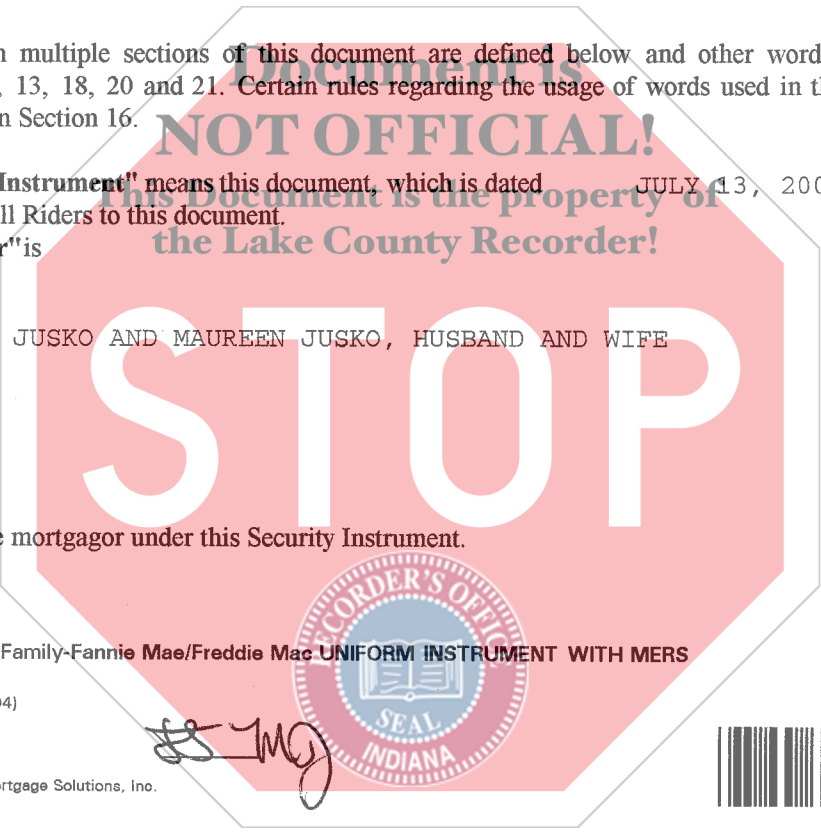 n multiple sections of this document are defined below and other word
, 13, 18, 20 and 21. Certain rules regarding the usage of words used in t
n Section 16.
Document is
NOT OFFICIAL!
This Document is the property of
the Lake County Recorder!
Instrument" means this document, which is dated JULY 13, 200
ll Riders to this document.
r" is
JUSKO AND MAUREEN JUSKO, HUSBAND AND WIFE
STOP
e mortgagor under this Security Instrument.
RECORDER'S OFFICE
SEAL
INDIANA
Family-Fannie Mae/Freddie Mac UNIFORM INSTRUMENT WITH MERS
04)
rtgage Solutions, Inc.